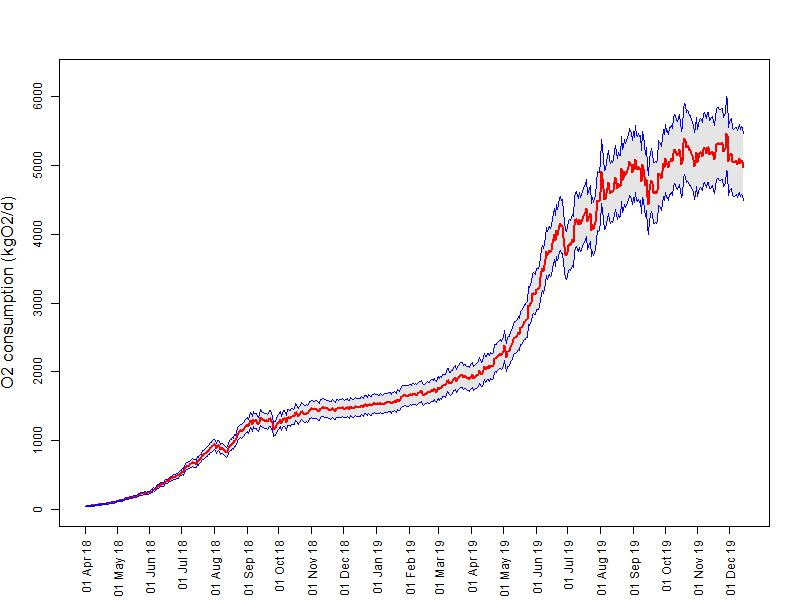 O2 consumption (kgO2/d)
6000
5000
4000
3000
2000
1000
0
01 Apr 18
01 May 18
01 Jun 18
01 Jul 18
01 Aug 18
01 Sep 18
01 Oct 18
01 Nov 18
01 Dec 18
01 Jan 19
01 Feb 19
01 Mar 19
01 Apr 19
01 May 19
01 Jun 19
01 Jul 19
01 Aug 19
01 Sep 19
01 Oct 19
01 Nov 19
01 Dec 19